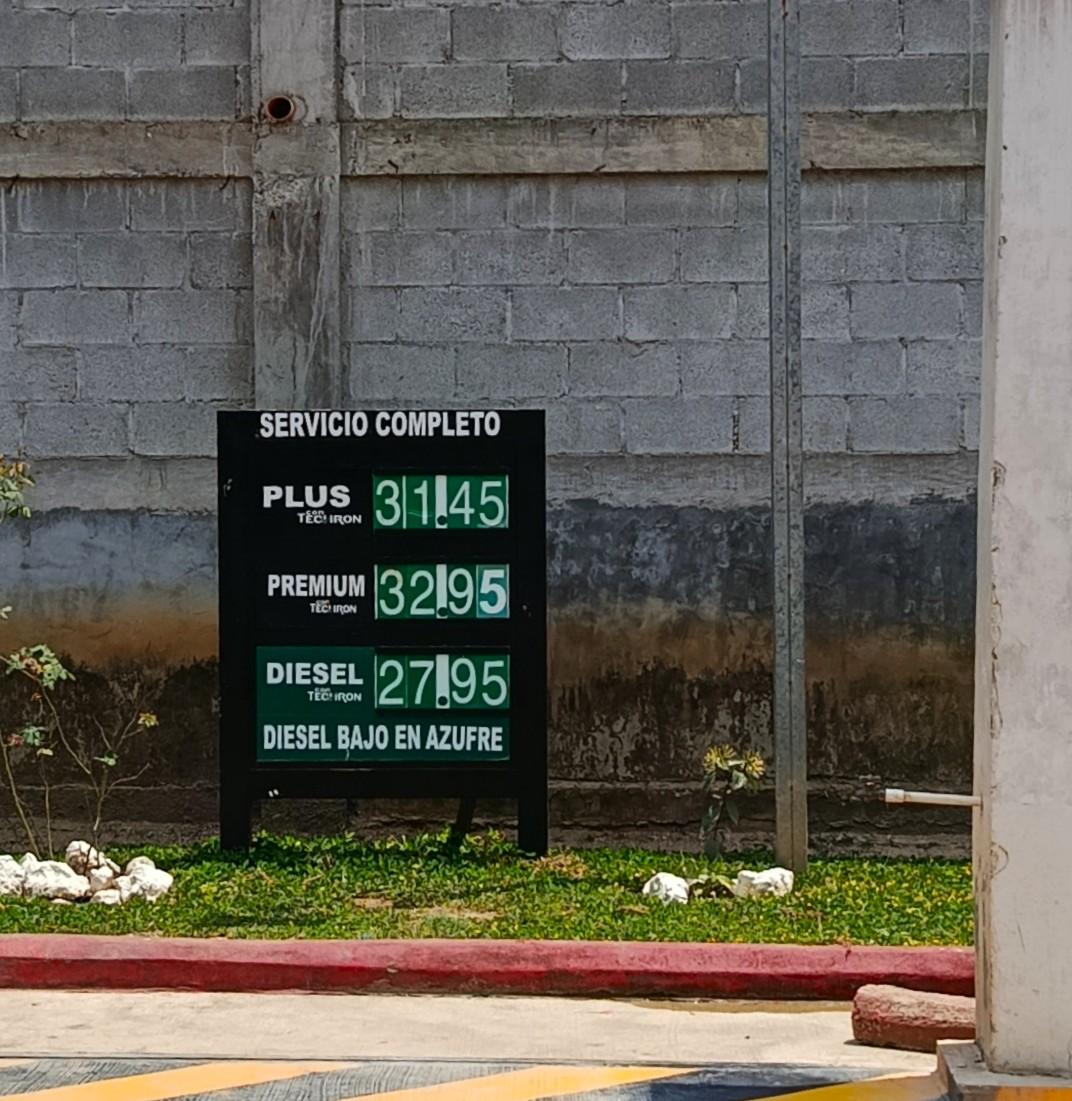 SERVICIO COMPLETO
PLUS 31.45
con
TECHRON
PREMIUM 32.95
con
TECHRON
DIESEL 27.95
con
TECHRON
DIESEL BAJO EN AZUFRE